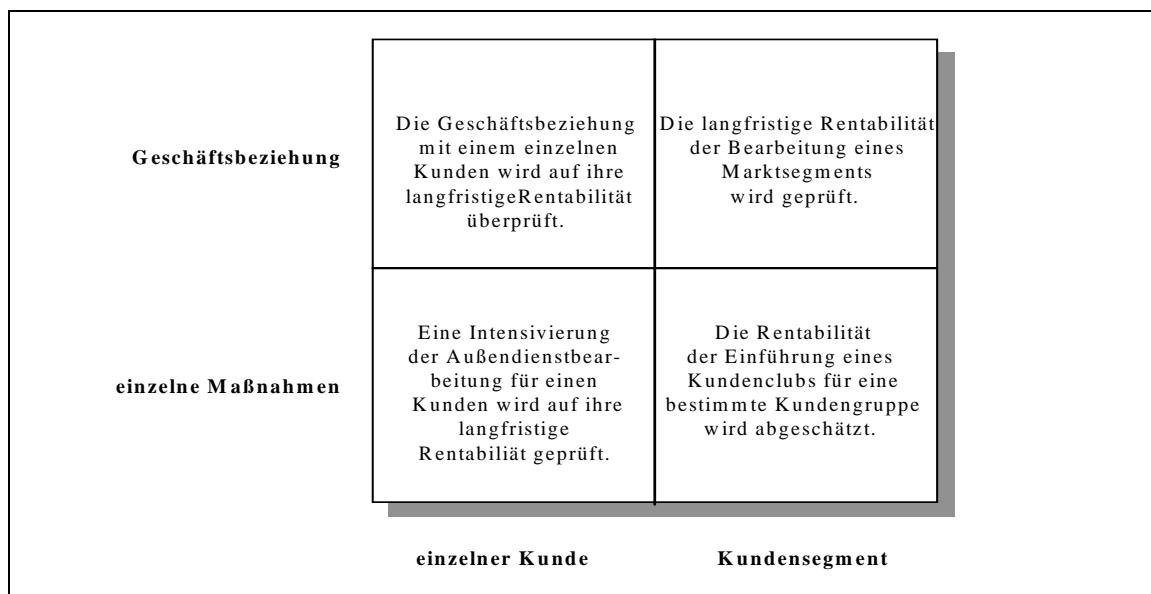 Geschäftsbeziehung
Die Geschäftsbeziehung
mit einem einzelnen
Kunden wird auf ihre
langfristigeRentabilität
überprüft.
Die langfristige Rentabilität
der Bearbeitung eines
Marktsegments
wird geprüft.
einzelne Maßnahmen
Eine Intensivierung
der Außendienstbear-
beitung für einen
Kunden wird auf ihre
langfristige
Rentabiliät geprüft.
Die Rentabilität
der Einführung eines
Kundenclubs für eine
bestimmte Kundengruppe
wird abgeschätzt.
einzelner Kunde
Kundensegment